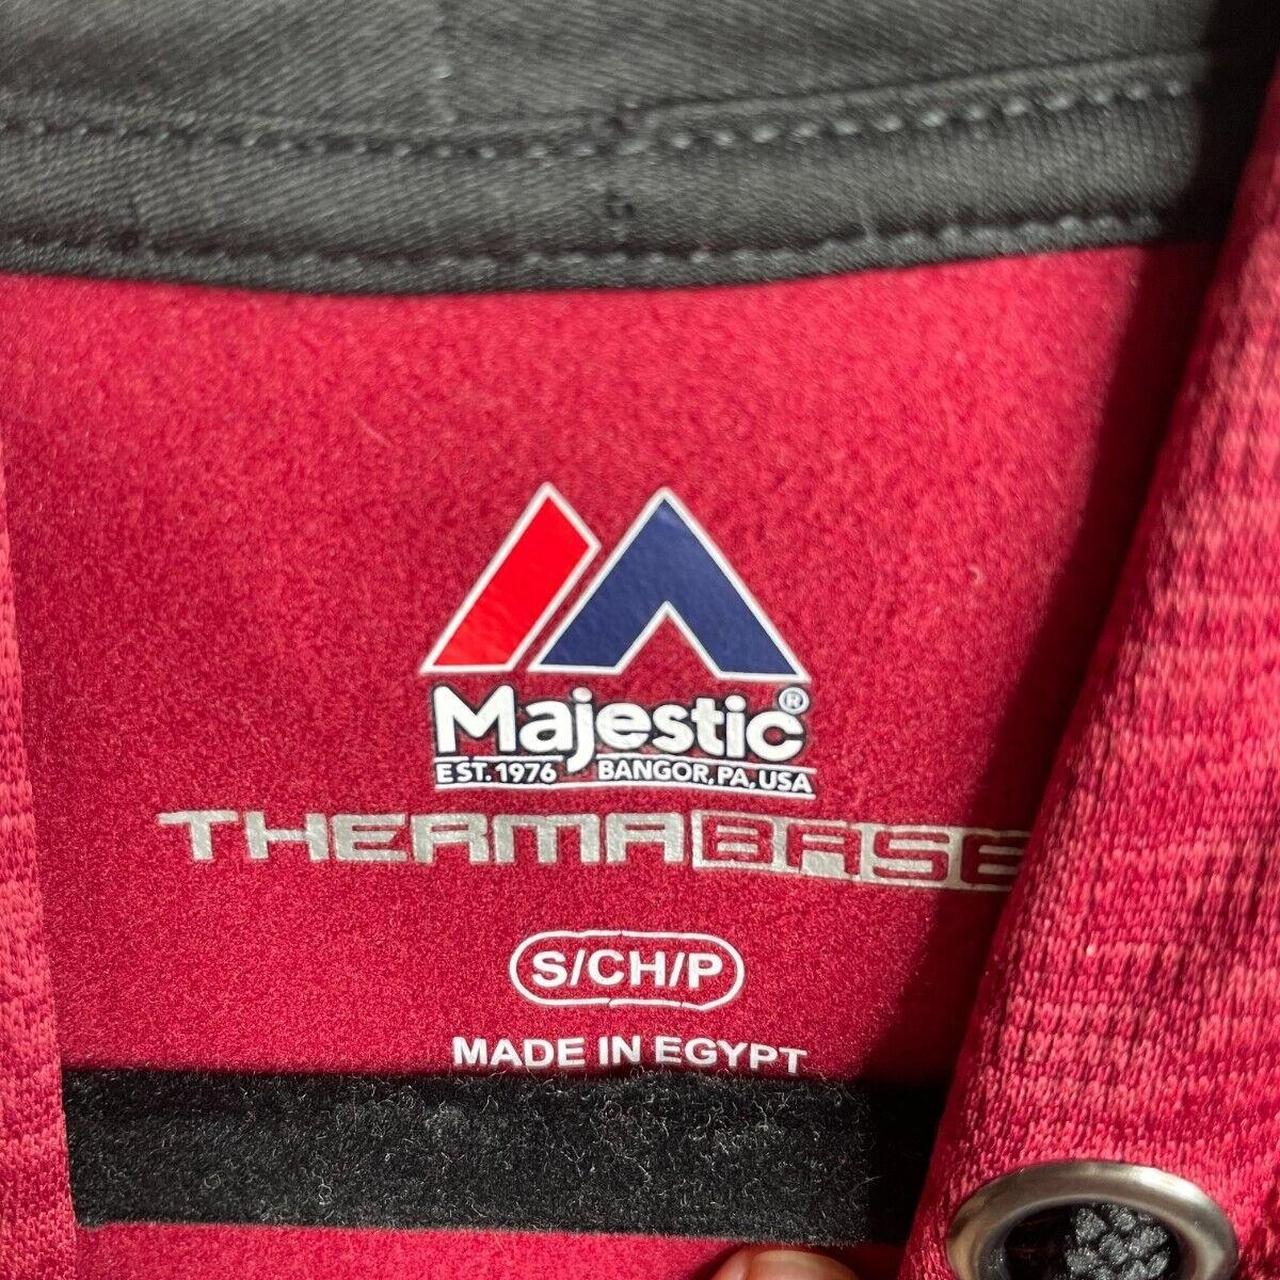 Majestic®
EST. 1976 BANGOR, PA, USA
THERMABASE
S/CH/P
MADE IN EGYPT